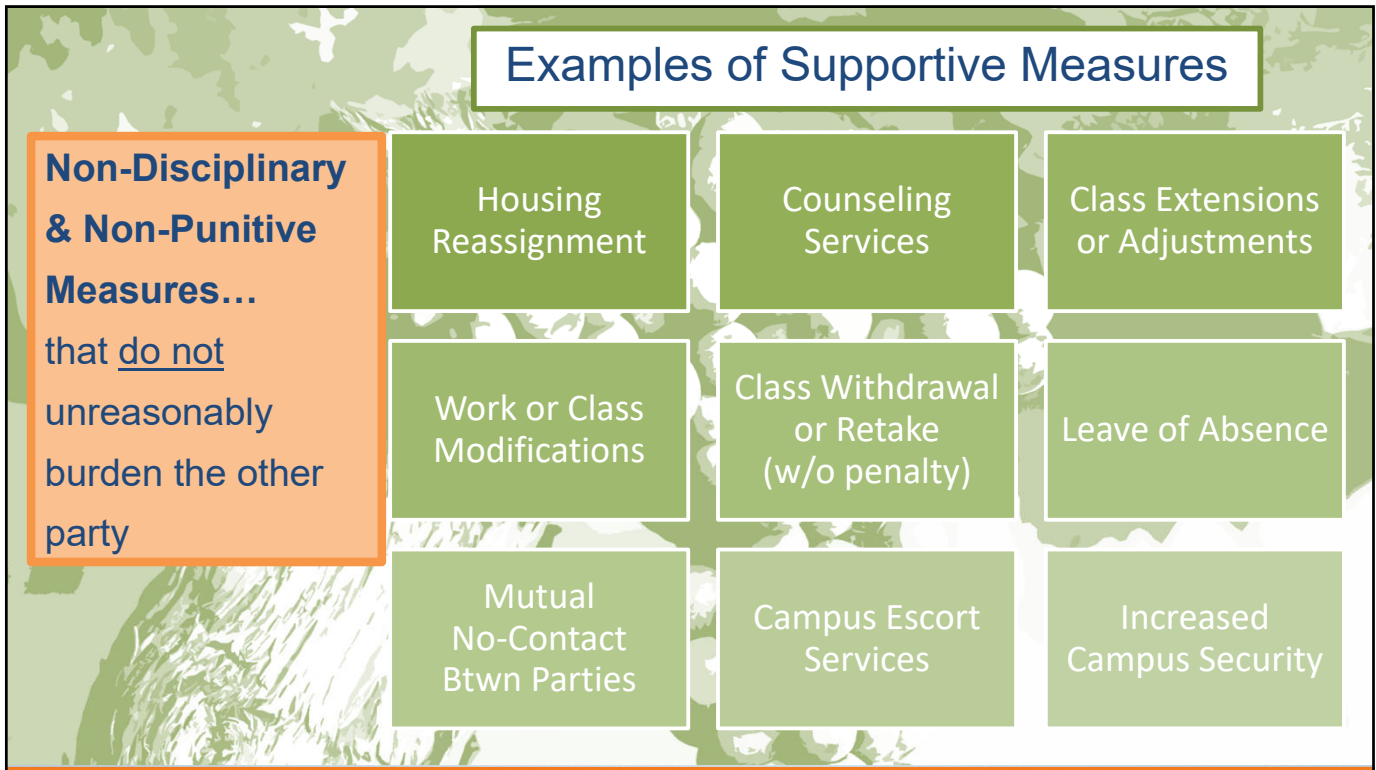 Examples of Supportive Measures
Non-Disciplinary
& Non-Punitive
Measures…
that do not
unreasonably
burden the other
party
Housing
Reassignment
Counseling
Services
Class Extensions
or Adjustments
Work or Class
Modifications
Class Withdrawal
or Retake
(w/o penalty)
Leave of Absence
Mutual
No-Contact
Btwn Parties
Campus Escort
Services
Increased
Campus Security